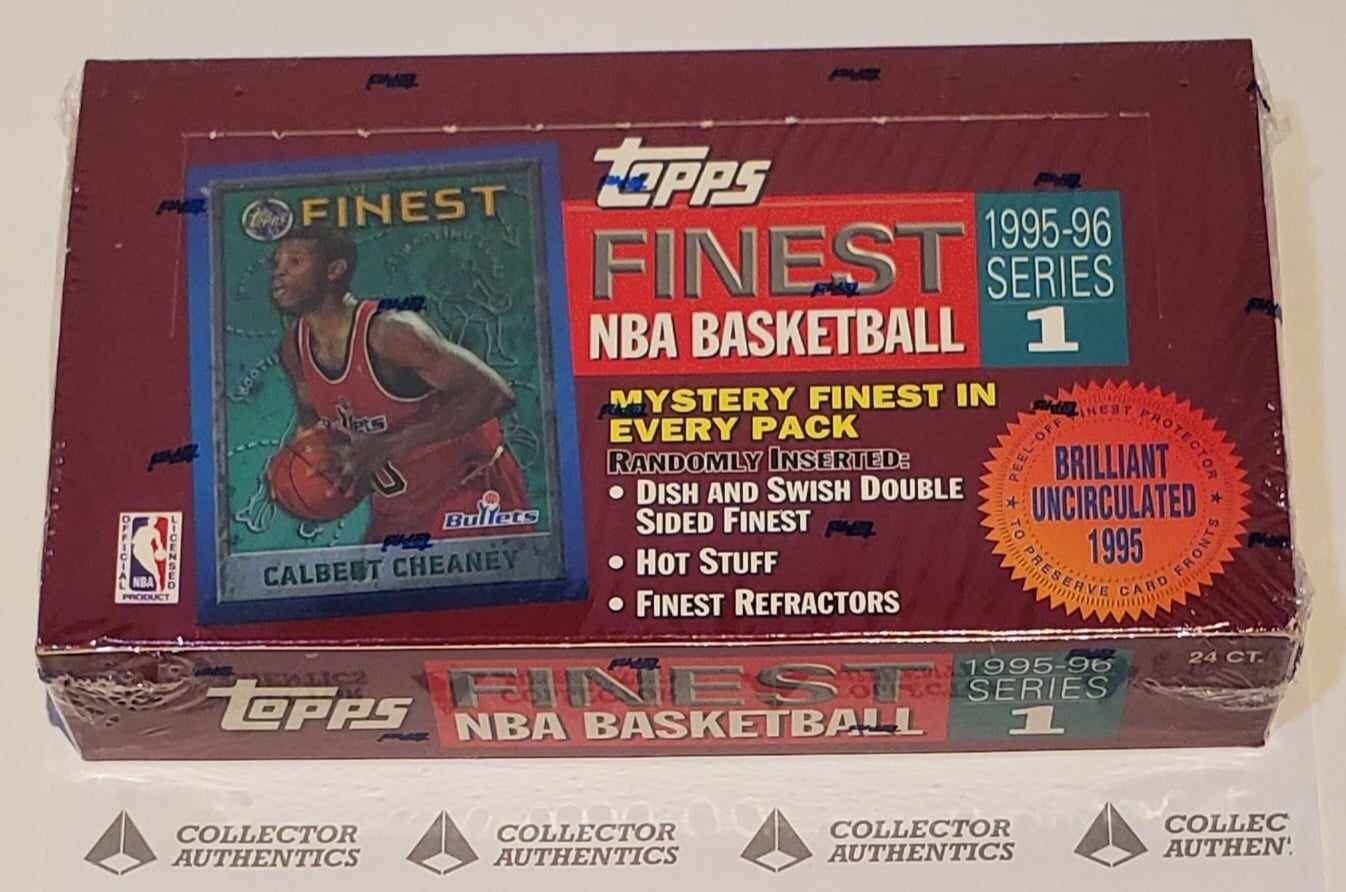 Topps
FINEST
NBA BASKETBALL
1995-96
SERIES
1
Topps
FINEST
Bullets
CALBERT CHEANEY
MYSTERY FINEST IN
EVERY PACK
RANDOMLY INSERTED:
• DISH AND SWISH DOUBLE
SIDED FINEST
• HOT STUFF
• FINEST REFRACTORS
PEEL-OFF FINEST PROTECTOR
BRILLIANT
UNCIRCULATED
1995
TO PRESERVE CARD FRONTS
OFFICIAL
LICENSED
NBA
PRODUCT
Topps
FINEST
NBA BASKETBALL
1995-96
SERIES
1
24 CT.
COLLECTOR
AUTHENTICS
COLLECTOR
AUTHENTICS
COLLECTOR
AUTHENTICS
COLLEC
AUTHEN